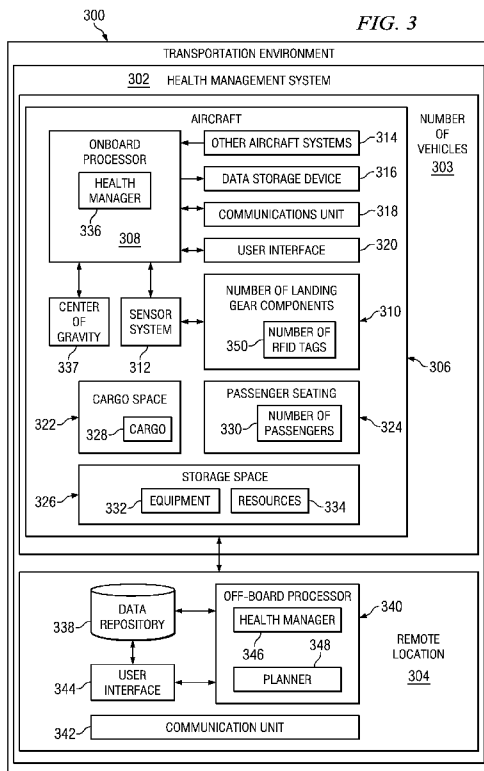 300
FIG. 3
TRANSPORTATION ENVIRONMENT
302 HEALTH MANAGEMENT SYSTEM
AIRCRAFT
NUMBER OF
VEHICLES
303
ONBOARD
PROCESSOR
HEALTH
MANAGER
336
308
OTHER AIRCRAFT SYSTEMS
314
DATA STORAGE DEVICE
316
COMMUNICATIONS UNIT
318
USER INTERFACE
320
CENTER
OF
GRAVITY
337
SENSOR
SYSTEM
312
NUMBER OF LANDING
GEAR COMPONENTS
310
350
NUMBER OF
RFID TAGS
306
CARGO SPACE
322
328
CARGO
PASSENGER SEATING
330
NUMBER OF
PASSENGERS
324
STORAGE SPACE
326
332
EQUIPMENT
RESOURCES
334
338
DATA
REPOSITORY
OFF-BOARD PROCESSOR
340
HEALTH MANAGER
346
348
PLANNER
REMOTE
LOCATION
304
344
USER
INTERFACE
342
COMMUNICATION UNIT